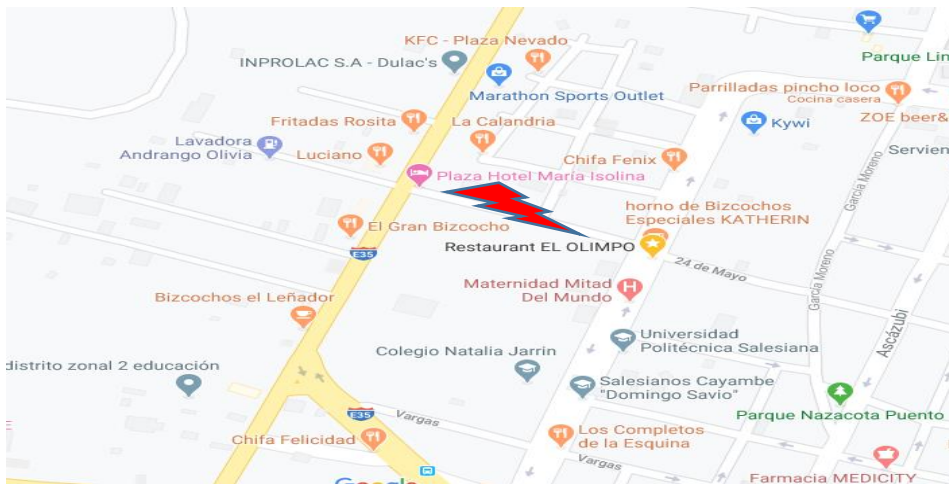 KFC - Plaza Nevado
INPROLAC S.A - Dulac's
Parque Lin
Marathon Sports Outlet
Parrilladas pincho loco
Cocina casera
Fritadas Rosita
La Calandria
Kywi
ZOE beer&
Lavadora
Andrango Olivia
Luciano
Chifa Fenix
Servien
Plaza Hotel María Isolina
García Moreno
horno de Bizcochos
Especiales KATHERIN
El Gran Bizcocho
Restaurant EL OLIMPO
E35
24 de Mayo
Maternidad Mitad
Del Mundo
Bizcochos el Leñador
García Moreno
Ascázubi
Universidad
Politécnica Salesiana
Colegio Natalia Jarrin
distrito zonal 2 educación
Salesianos Cayambe
"Domingo Savio"
E35
Vargas
Parque Nazacota Puento
Chifa Felicidad
Los Completos
de la Esquina
Vargas
Farmacia MEDICITY
Google